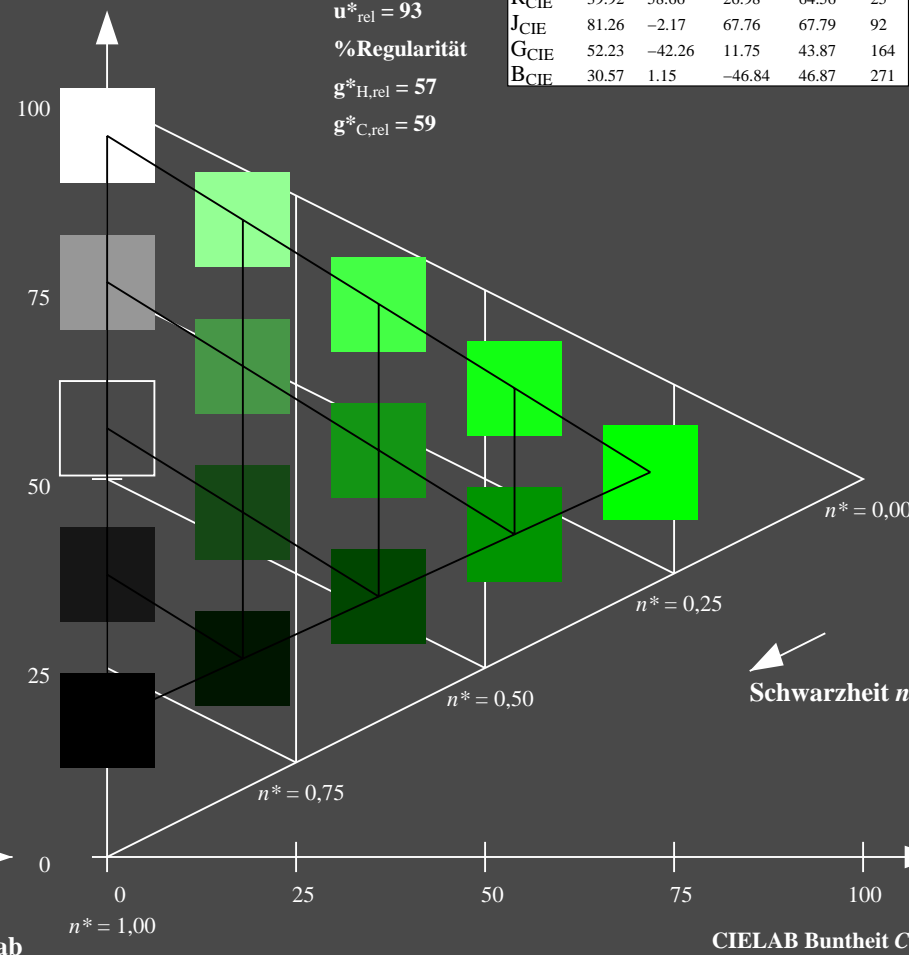 u*rel = 93
%Regularität
g*H,rel = 57
g*C,rel = 59
JCIE 81.26 −2.17 67.76 67.79 92
GCIE 52.23 −42.26 11.75 43.87 164
BCIE 30.57 1.15 −46.84 46.87 271
100
75
50
25
0
n* = 0,00
n* = 0,25
n* = 0,50
n* = 0,75
n* = 1,00
Schwarzheit n
0 25 50 75 100
ab
CIELAB Buntheit C